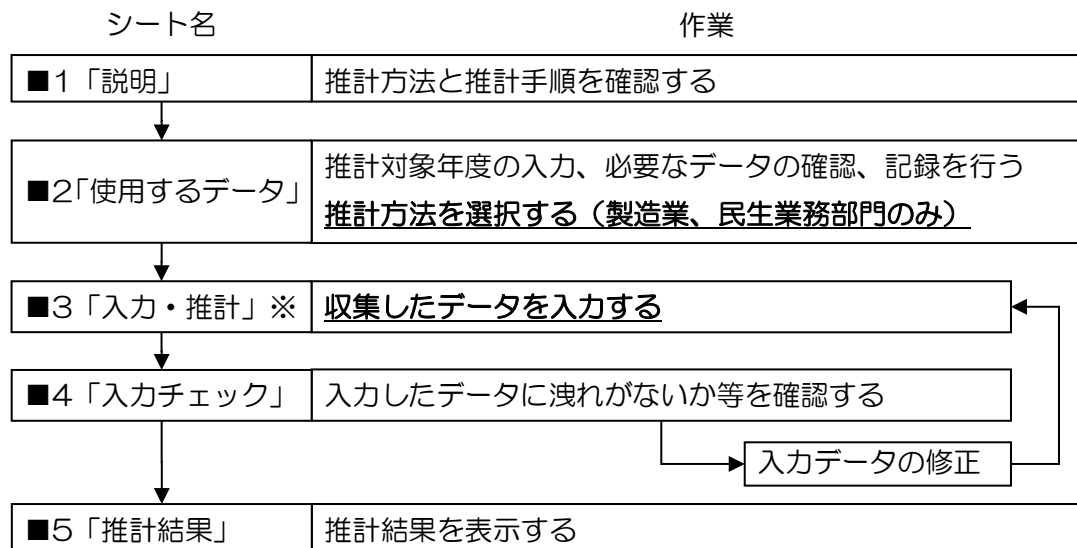 シート名 作業
■1「説明」 推計方法と推計手順を確認する
■2「使用するデータ」 推計対象年度の入力、必要なデータの確認、記録を行う
推計方法を選択する（製造業、民生業務部門のみ）
■3「入力・推計」※ 収集したデータを入力する
■4「入力チェック」 入力したデータに洩れがないか等を確認する
入力データの修正
■5「推計結果」 推計結果を表示する